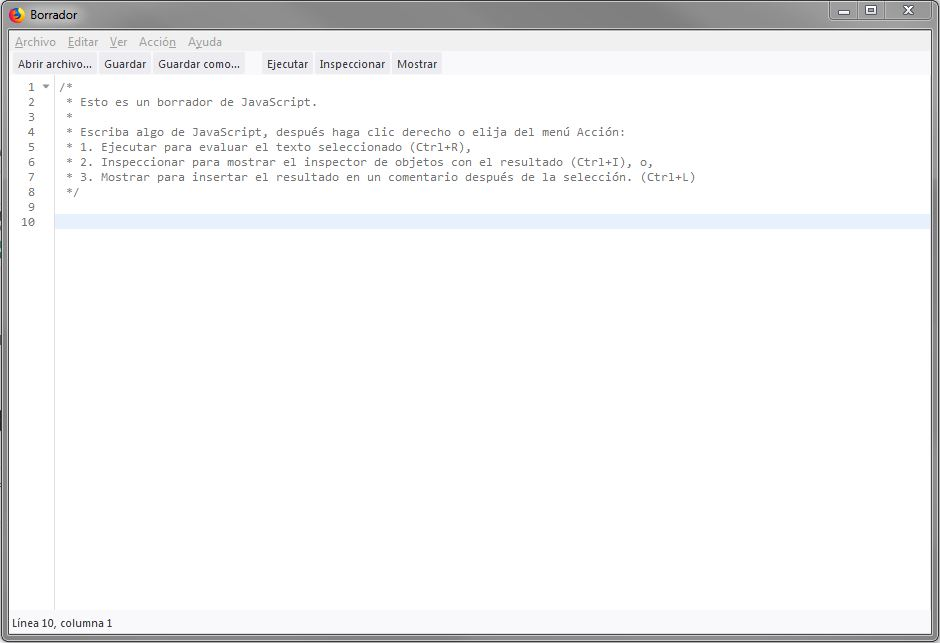 Borrador
Archivo Editar Ver Acción Ayuda
Abrir archivo... Guardar Guardar como... Ejecutar Inspeccionar Mostrar
1 /*
2 * Esto es un borrador de JavaScript.
3 *
4 * Escriba algo de JavaScript, después haga clic derecho o elija del menú Acción:
5 * 1. Ejecutar para evaluar el texto seleccionado (Ctrl+R),
6 * 2. Inspeccionar para mostrar el inspector de objetos con el resultado (Ctrl+I), o,
7 * 3. Mostrar para insertar el resultado en un comentario después de la selección. (Ctrl+L)
8 */
9
10
Línea 10, columna 1